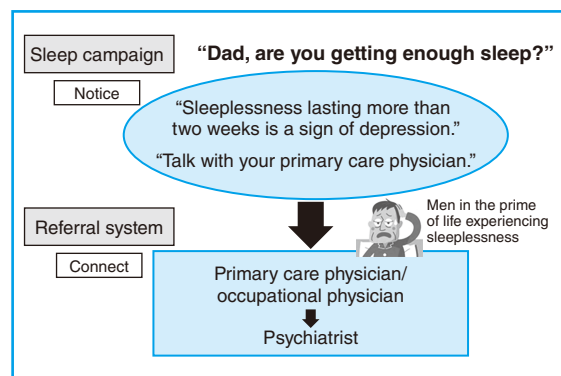 Sleep campaign
“Dad, are you getting enough sleep?”
Notice
“Sleeplessness lasting more than
two weeks is a sign of depression.”
“Talk with your primary care physician.”
Men in the prime
of life experiencing
sleeplessness
Referral system
Connect
Primary care physician/
occupational physician
Psychiatrist